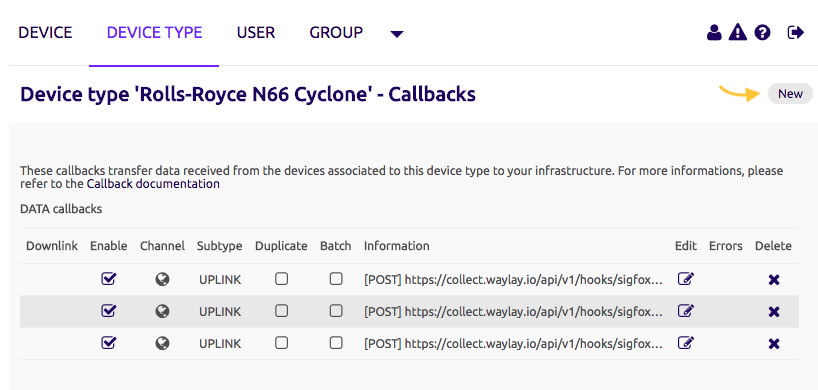 DEVICE DEVICE TYPE USER GROUP
Device type 'Rolls-Royce N66 Cyclone' - Callbacks New
These callbacks transfer data received from the devices associated to this device type to your infrastructure. For more informations, please
refer to the Callback documentation
DATA callbacks
Downlink Enable Channel Subtype Duplicate Batch Information Edit Errors Delete
UPLINK [POST] https://collect.waylay.io/api/v1/hooks/sigfox...
UPLINK [POST] https://collect.waylay.io/api/v1/hooks/sigfox...
UPLINK [POST] https://collect.waylay.io/api/v1/hooks/sigfox...